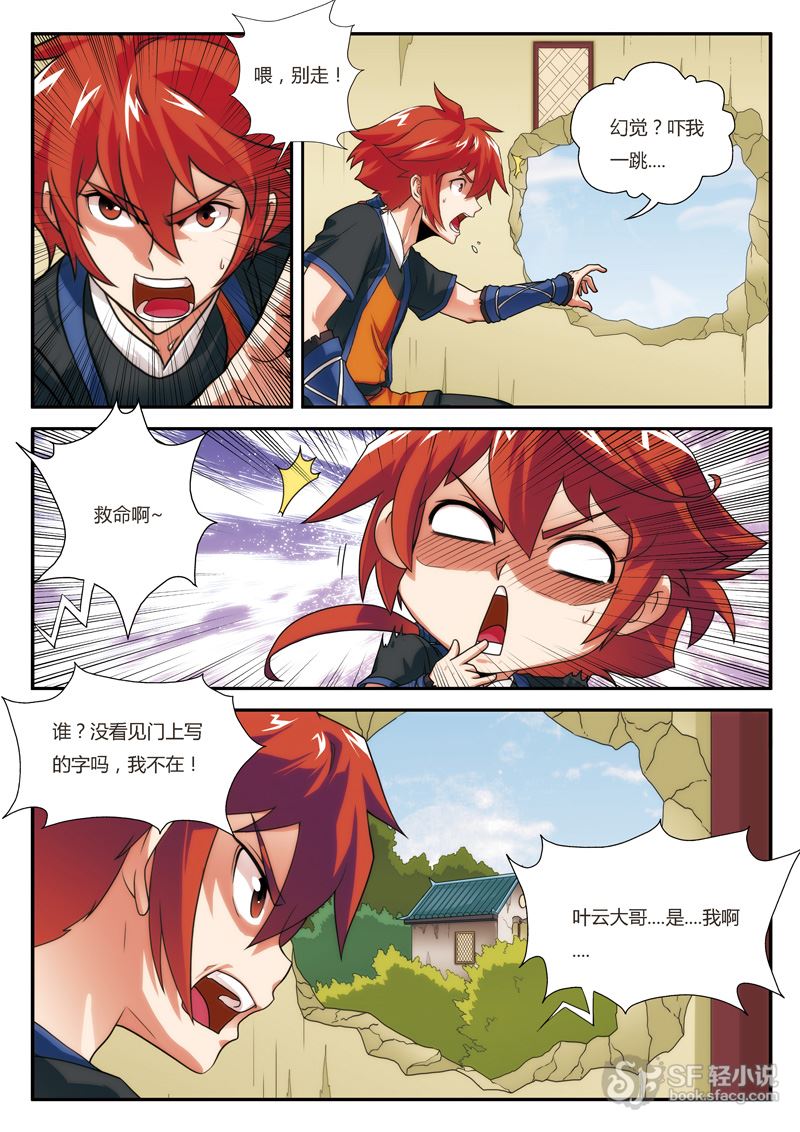 喂，别走！
幻觉？吓我
一跳....
救命啊~
谁？没看见门上写
的字吗，我不在！
叶云大哥....是....我啊
....
SF 轻小说
book.sfacg.com